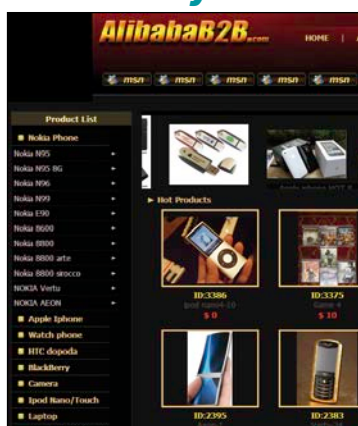 AlibabaB2B.com
HOME |
msn msn msn msn msn
Product List
Nokia Phone
Nokia N95
Nokia N95 8G
Nokia N96
Nokia N99
Nokia E90
Nokia 8600
Nokia 8800
Nokia 8800 arte
Nokia 8800 sirocco
NOKIA Vertu
NOKIA AEON
Apple Iphone
Watch phone
HTC dopoda
BlackBerry
Camera
Ipod Nano/Touch
Laptop
Hot Products
ID:3386
ID:3375
$ 0
$ 10
ID:2395
ID:2383